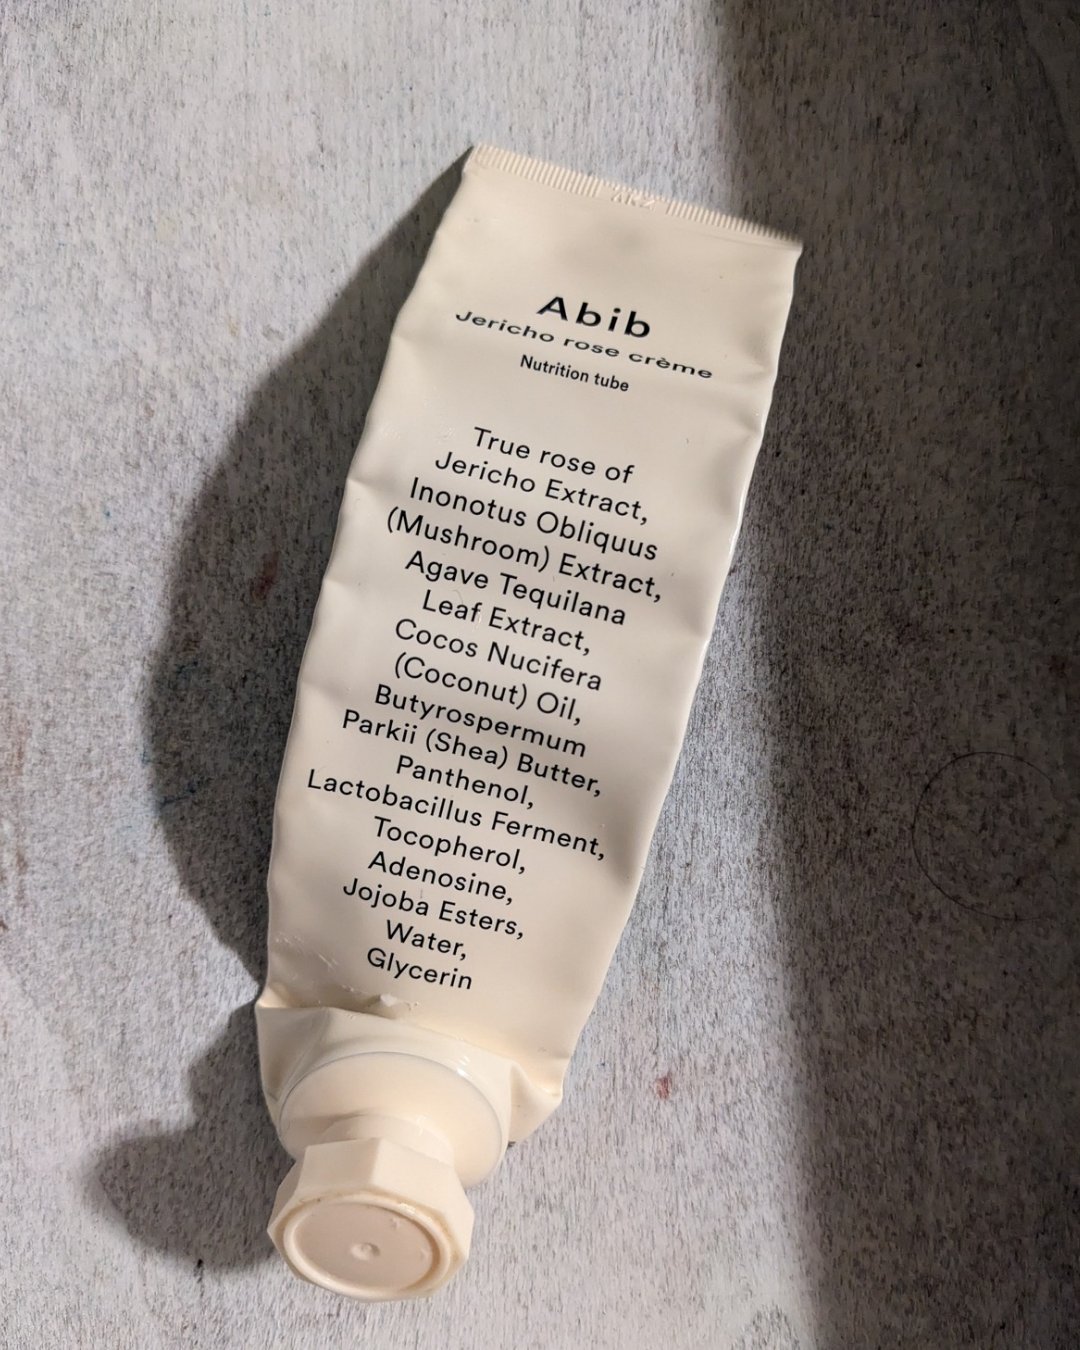 Abib
Jericho rose crème
Nutrition tube
True rose of
Jericho Extract,
Inonotus Obliquus
(Mushroom) Extract,
Agave Tequilana
Leaf Extract,
Cocos Nucifera
(Coconut) Oil,
Butyrospermum
Parkii (Shea) Butter,
Panthenol,
Lactobacillus Ferment,
Tocopherol,
Adenosine,
Jojoba Esters,
Water,
Glycerin